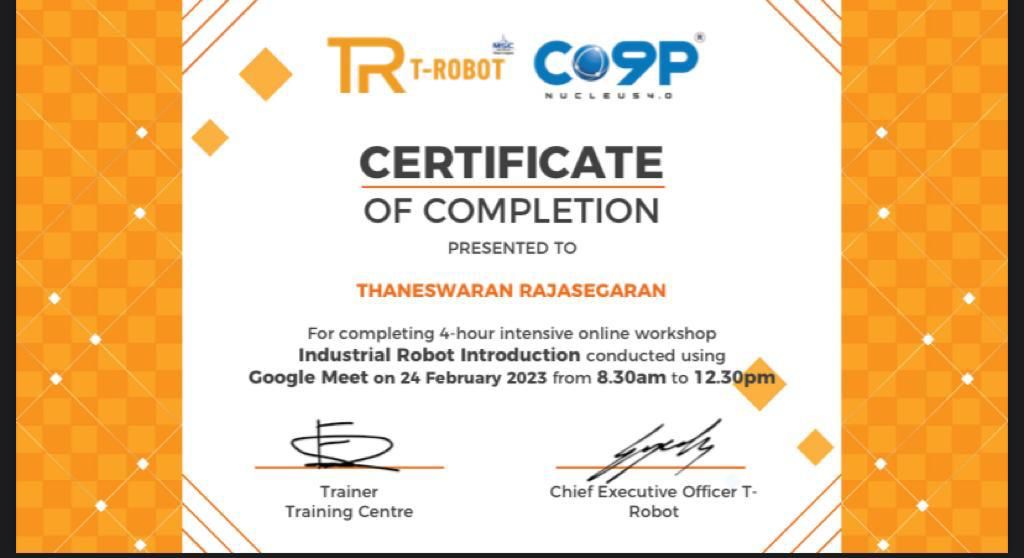 TR T-ROBOT MSC CORP®
NUCLEUS4.0
CERTIFICATE
OF COMPLETION
PRESENTED TO
THANESWARAN RAJASEGARAN
For completing 4-hour intensive online workshop
Industrial Robot Introduction conducted using
Google Meet on 24 February 2023 from 8.30am to 12.30pm
Trainer
Training Centre
Chief Executive Officer T-
Robot